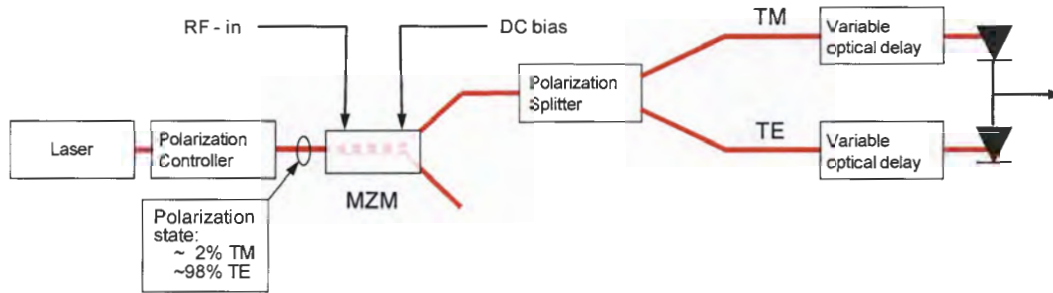 RF - in
DC bias
TM
Variable
optical delay
Polarization
Splitter
Laser
Polarization
Controller
MZM
TE
Variable
optical delay
Polarization
state:
~ 2% TM
~98% TE